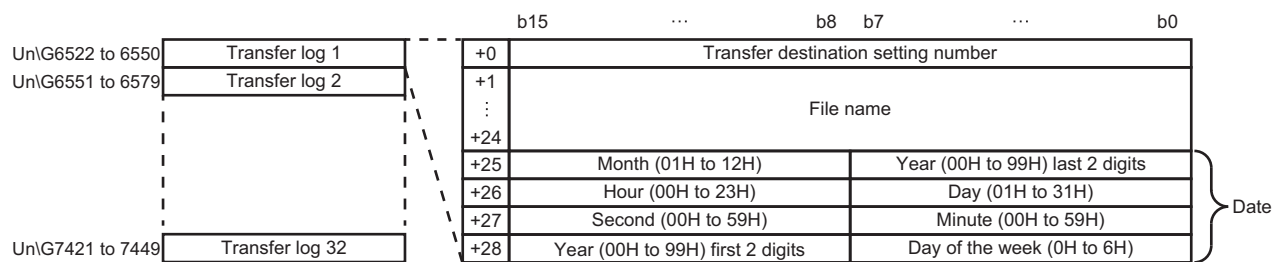 b15 ⋯ b8 b7 ⋯ b0
Un\G6522 to 6550 Transfer log 1 +0 Transfer destination setting number
Un\G6551 to 6579 Transfer log 2 +1
⋮ File name
+24
+25 Month (01H to 12H) Year (00H to 99H) last 2 digits
+26 Hour (00H to 23H) Day (01H to 31H)
Date
+27 Second (00H to 59H) Minute (00H to 59H)
Un\G7421 to 7449 Transfer log 32 +28 Year (00H to 99H) first 2 digits Day of the week (0H to 6H)